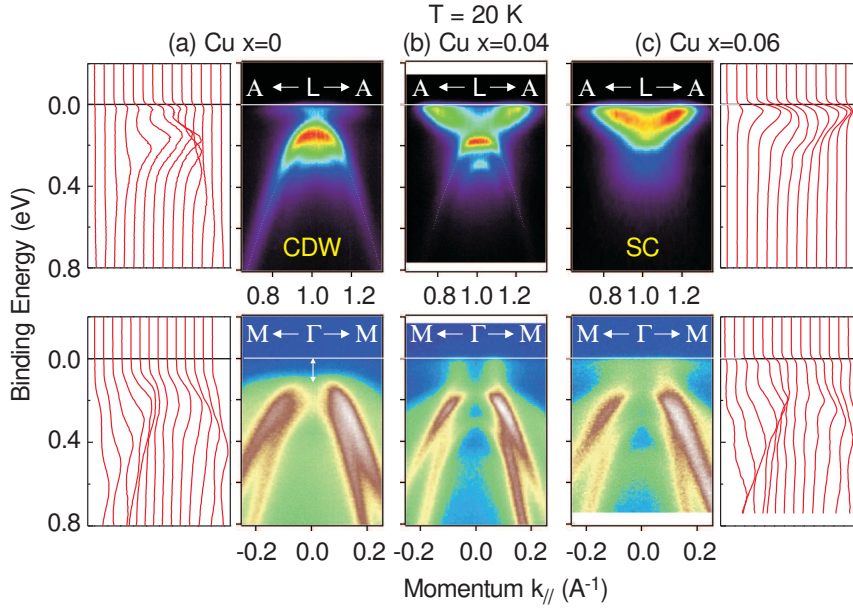 T = 20 K
(a) Cu x=0
(b) Cu x=0.04
(c) Cu x=0.06
A ← L → A
A ← L → A
A ← L → A
0.0
0.4
0.8
CDW
SC
0.8 1.0 1.2
0.8 1.0 1.2
0.8 1.0 1.2
Binding Energy (eV)
M ← Γ → M
M ← Γ → M
M ← Γ → M
0.0
0.4
0.8
-0.2 0.0 0.2
-0.2 0.0 0.2
-0.2 0.0 0.2
Momentum k// (A⁻¹)